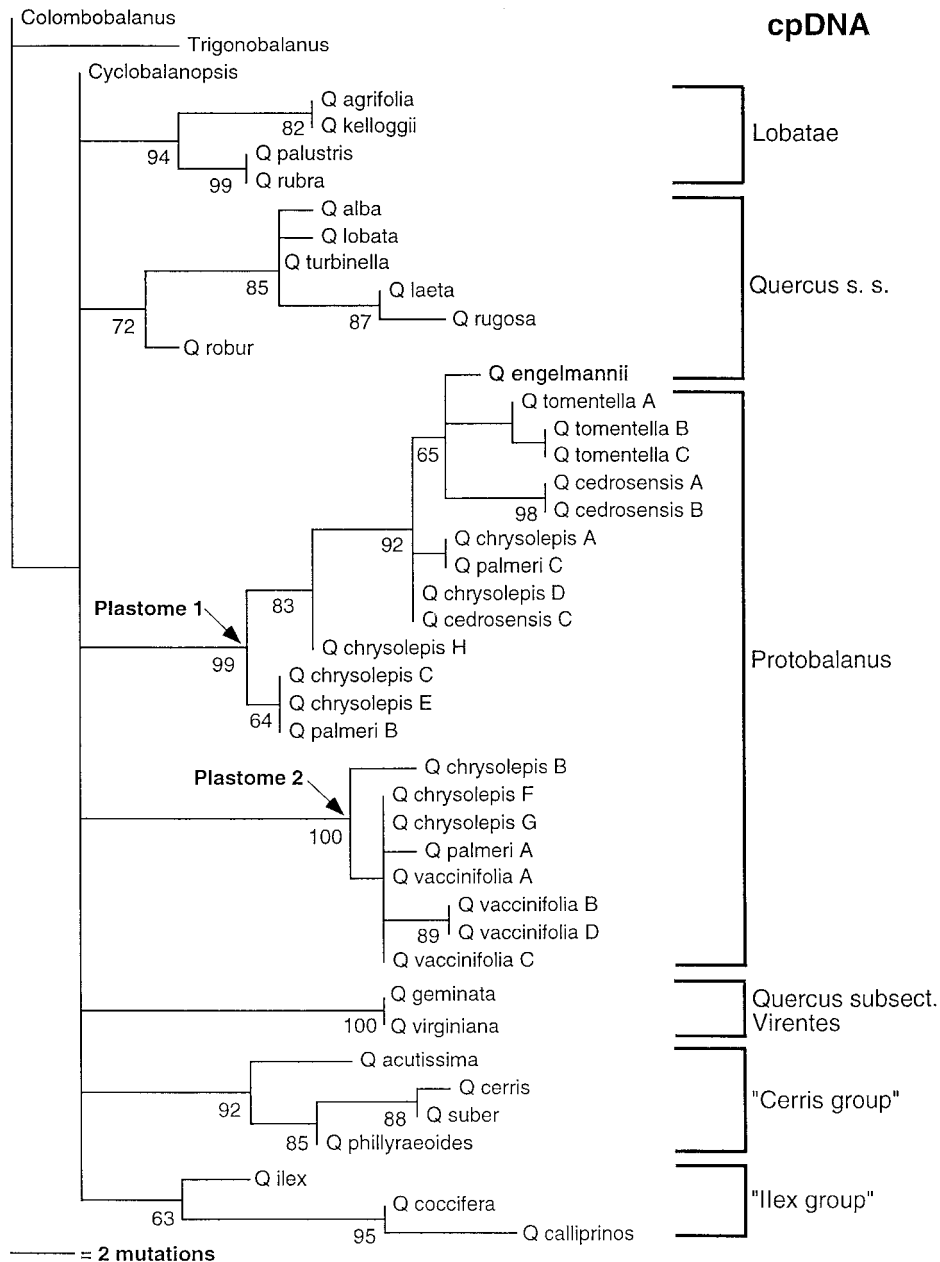 Colombobalanus
cpDNA
Trigonobalanus
Cyclobalanopsis
Q agrifolia
82
Q kelloggii
94
Q palustris
99
Q rubra
Lobatae
Q alba
Q lobata
Q turbinella
85
Q laeta
87
Q rugosa
72
Q robur
Quercus s. s.
Q engelmannii
Q tomentella A
Q tomentella B
Q tomentella C
65
Q cedrosensis A
98
Q cedrosensis B
92
Q chrysolepis A
Q palmeri C
Q chrysolepis D
Q cedrosensis C
83
Plastome 1
Q chrysolepis H
99
Q chrysolepis C
Q chrysolepis E
64
Q palmeri B
Protobalanus
Q chrysolepis B
Plastome 2
Q chrysolepis F
Q chrysolepis G
100
Q palmeri A
Q vaccinifolia A
Q vaccinifolia B
89
Q vaccinifolia D
Q vaccinifolia C
Q geminata
100
Q virginiana
Quercus subsect.
Virentes
Q acutissima
92
Q cerris
88
Q suber
85
Q phillyraeoides
"Cerris group"
Q ilex
63
Q coccifera
95
Q calliprinos
"Ilex group"
= 2 mutations